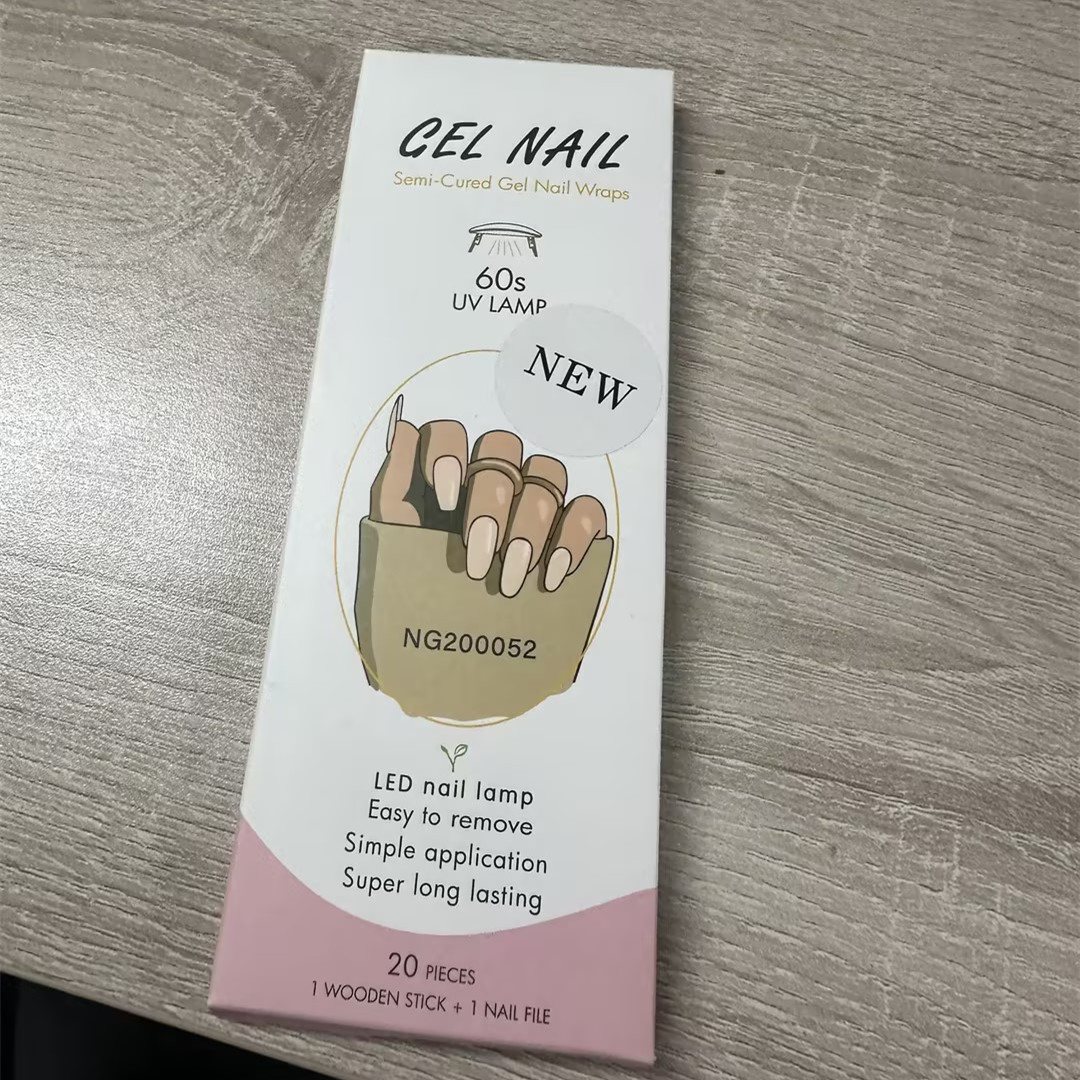 GEL NAIL
Semi-Cured Gel Nail Wraps
60s
UV LAMP
NEW
NG200052
LED nail lamp
Easy to remove
Simple application
Super long lasting
20 PIECES
1 WOODEN STICK + 1 NAIL FILE